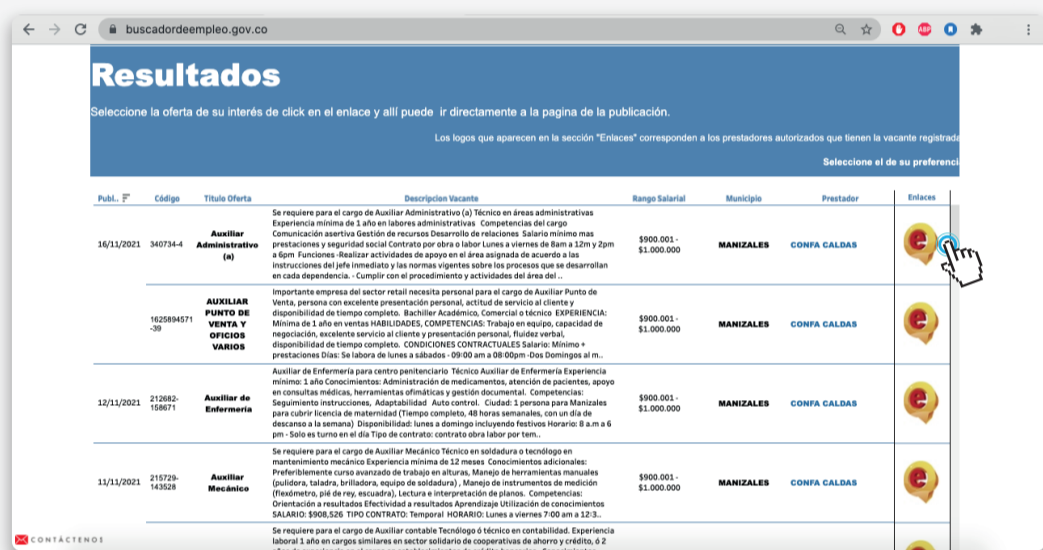 buscadordeempleo.gov.co
ABP
Resultados
Seleccione la oferta de su interés de click en el enlace y allí puede ir directamente a la pagina de la publicación.
Los logos que aparecen en la sección "Enlaces" corresponden a los prestadores autorizados que tienen la vacante registrada
Seleccione el de su preferenci
Publ.. Código Titulo Oferta Descripcion Vacante Rango Salarial Municipio Prestador Enlaces
16/11/2021 340734-4
Auxiliar
Administrativo
(a)
Se requiere para el cargo de Auxiliar Administrativo (a) Técnico en áreas administrativas
Experiencia mínima de 1 año en labores administrativas Competencias del cargo
Comunicación asertiva Gestión de recursos Desarrollo de relaciones Salario mínimo mas
prestaciones y seguridad social Contrato por obra o labor Lunes a viernes de 8am a 12m y 2pm
a 6pm Funciones -Realizar actividades de apoyo en el área asignada de acuerdo a las
instrucciones del jefe inmediato y las normas vigentes sobre los procesos que se desarrollan
en cada dependencia. - Cumplir con el procedimiento y actividades del área del ..
$900.001 -
$1.000.000
MANIZALES
CONFA CALDAS
e
1625894571
-39
AUXILIAR
PUNTO DE
VENTA Y
OFICIOS
VARIOS
Importante empresa del sector retail necesita personal para el cargo de Auxiliar Punto de
Venta, persona con excelente presentación personal, actitud de servicio al cliente y
disponibilidad de tiempo completo. Bachiller Académico, Comercial o técnico EXPERIENCIA:
Mínima de 1 año en ventas HABILIDADES, COMPETENCIAS: Trabajo en equipo, capacidad de
negociación, excelente servicio al cliente y presentación personal, fluidez verbal,
disponibilidad de tiempo completo. CONDICIONES CONTRACTUALES Salario: Mínimo +
prestaciones Días: Se labora de lunes a sábados - 09:00 am a 08:00pm -Dos Domingos al m..
$900.001 -
$1.000.000
MANIZALES
CONFA CALDAS
e
12/11/2021
212682-
158671
Auxiliar de
Enfermería
Auxiliar de Enfermería para centro penitenciario Técnico Auxiliar de Enfermería Experiencia
mínimo: 1 año Conocimientos: Administración de medicamentos, atención de pacientes, apoyo
en consultas médicas, herramientas ofimáticas y gestión documental. Competencias:
Seguimiento instrucciones, Adaptabilidad Auto control. Ciudad: 1 persona para Manizales
para cubrir licencia de maternidad (Tiempo completo, 48 horas semanales, con un día de
descanso a la semana) Disponibilidad: lunes a domingo incluyendo festivos Horario: 8 a.m a 6
pm - Solo es turno en el día Tipo de contrato: contrato obra labor por tem..
$900.001 -
$1.000.000
MANIZALES
CONFA CALDAS
e
11/11/2021
215729-
143528
Auxiliar
Mecánico
Se requiere para el cargo de Auxiliar Mecánico Técnico en soldadura o tecnólogo en
mantenimiento mecánico Experiencia mínima de 12 meses Conocimientos adicionales:
Preferiblemente curso avanzado de trabajo en alturas, Manejo de herramientas manuales
(pulidora, taladra, brilladora, equipo de soldadura) , Manejo de instrumentos de medición
(flexómetro, pié de rey, escuadra), Lectura e interpretación de planos. Competencias:
Orientación a resultados Efectividad a resultados Aprendizaje Utilización de conocimientos
SALARIO: $908,526 TIPO CONTRATO: Temporal HORARIO: Lunes a viernes 7:00 am a 12:3..
$900.001 -
$1.000.000
MANIZALES
CONFA CALDAS
e
Se requiere para el cargo de Auxiliar contable Tecnólogo ó técnico en contabilidad. Experiencia
laboral 1 año en cargos similares en sector solidario de cooperativas de ahorro y crédito, ó 2
CONTÁCTENOS